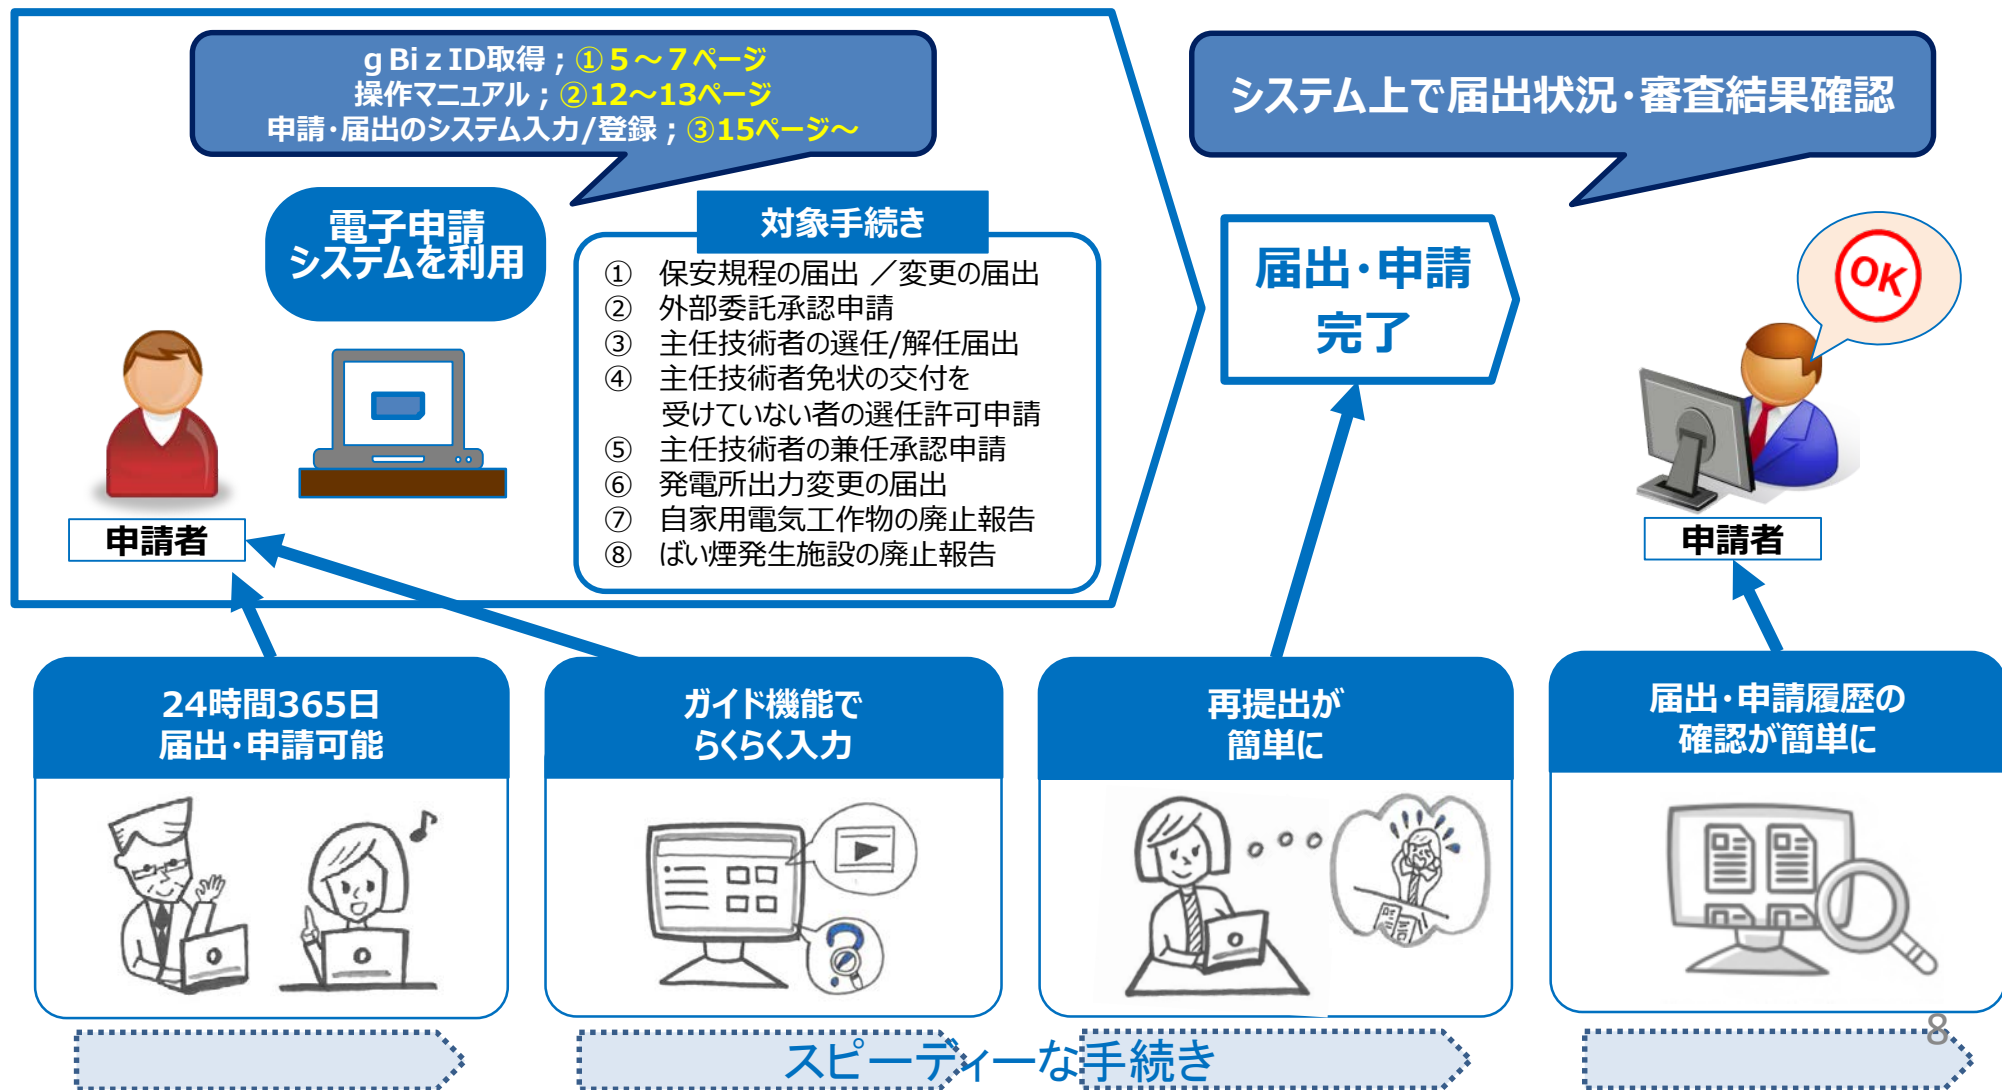 gBizID取得；①５～７ページ
操作マニュアル；②12～13ページ
申請・届出のシステム入力/登録；③15ページ～
システム上で届出状況・審査結果確認
電子申請
システムを利用
対象手続き
① 保安規程の届出 ／変更の届出
② 外部委託承認申請
③ 主任技術者の選任/解任届出
④ 主任技術者免状の交付を
受けていない者の選任許可申請
⑤ 主任技術者の兼任承認申請
⑥ 発電所出力変更の届出
⑦ 自家用電気工作物の廃止報告
⑧ ばい煙発生施設の廃止報告
申請者
届出・申請
完了
OK
申請者
24時間365日
届出・申請可能
ガイド機能で
らくらく入力
再提出が
簡単に
届出・申請履歴の
確認が簡単に
スピーディーな手続き
8